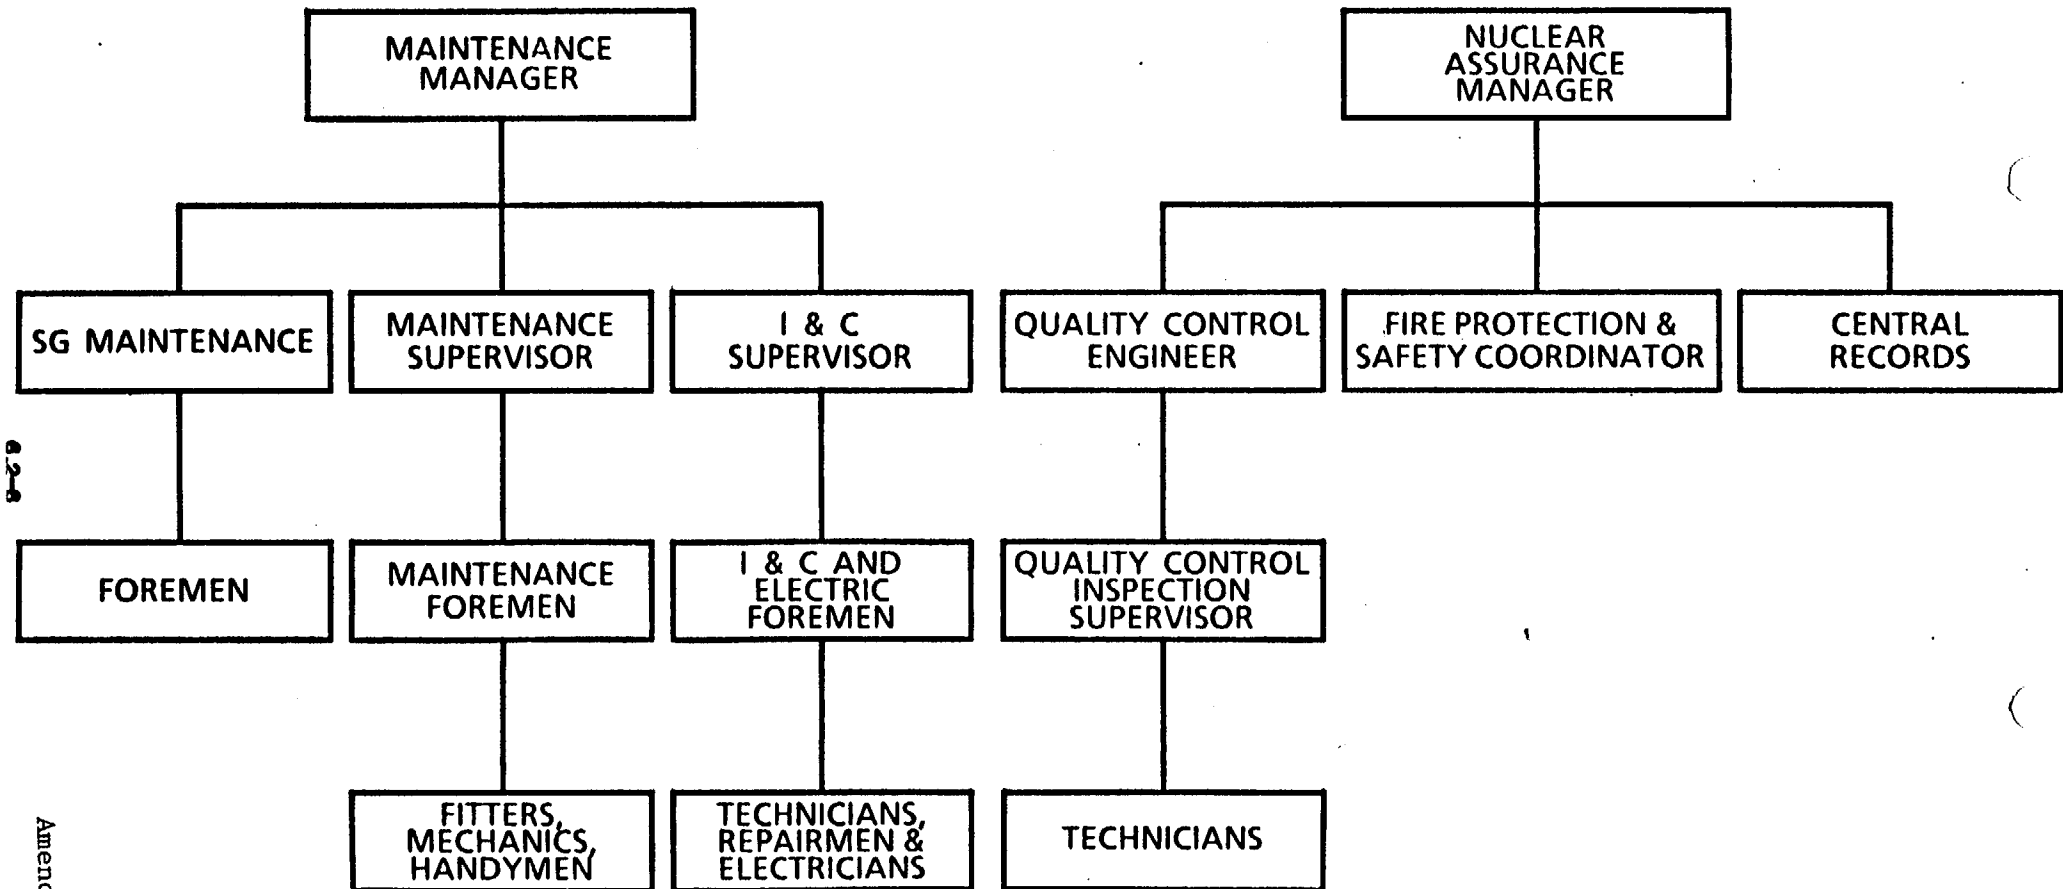 MAINTENANCE
MANAGER
NUCLEAR
ASSURANCE
MANAGER
SG MAINTENANCE
MAINTENANCE
SUPERVISOR
I & C
SUPERVISOR
QUALITY CONTROL
ENGINEER
FIRE PROTECTION &
SAFETY COORDINATOR
CENTRAL
RECORDS
FOREMEN
MAINTENANCE
FOREMEN
I & C AND
ELECTRIC
FOREMEN
QUALITY CONTROL
INSPECTION
SUPERVISOR
FITTERS,
MECHANICS,
HANDYMEN
TECHNICIANS,
REPAIRMEN &
ELECTRICIANS
TECHNICIANS